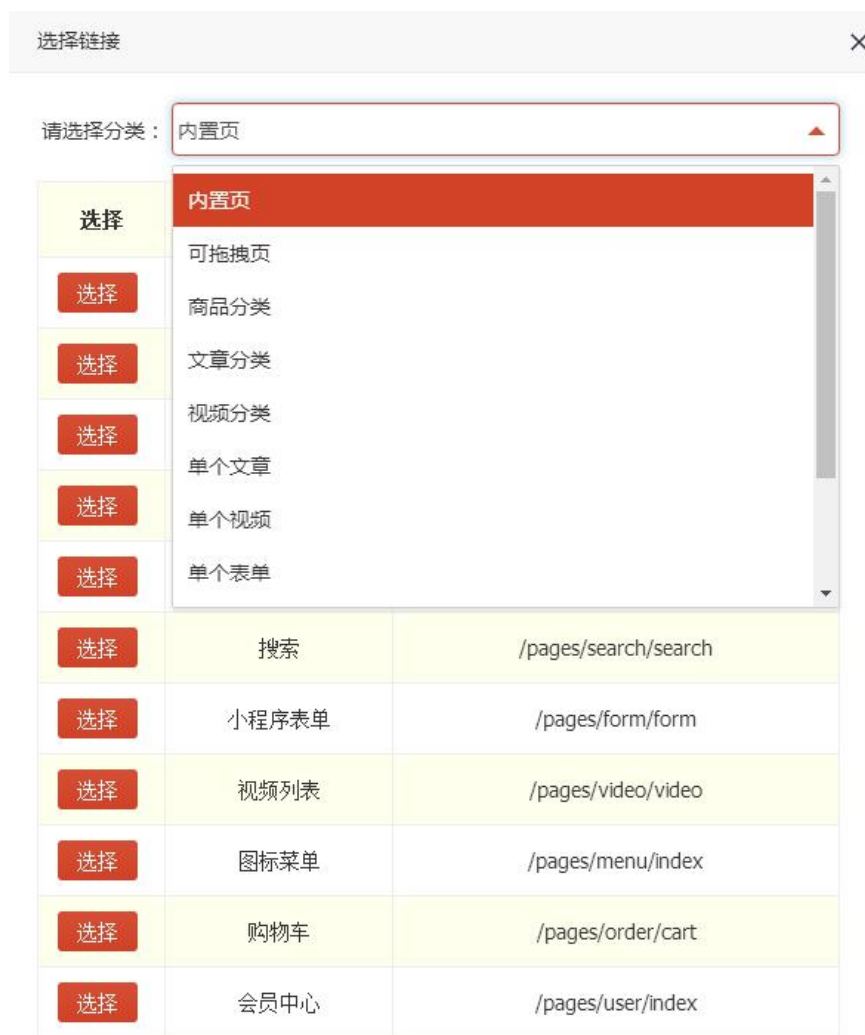 选择链接
请选择分类： 内置页
选择
内置页
可拖拽页
选择
商品分类
选择
文章分类
视频分类
选择
单个文章
选择
单个视频
选择
单个表单
选择 搜索 /pages/search/search
选择 小程序表单 /pages/form/form
选择 视频列表 /pages/video/video
选择 图标菜单 /pages/menu/index
选择 购物车 /pages/order/cart
选择 会员中心 /pages/user/index